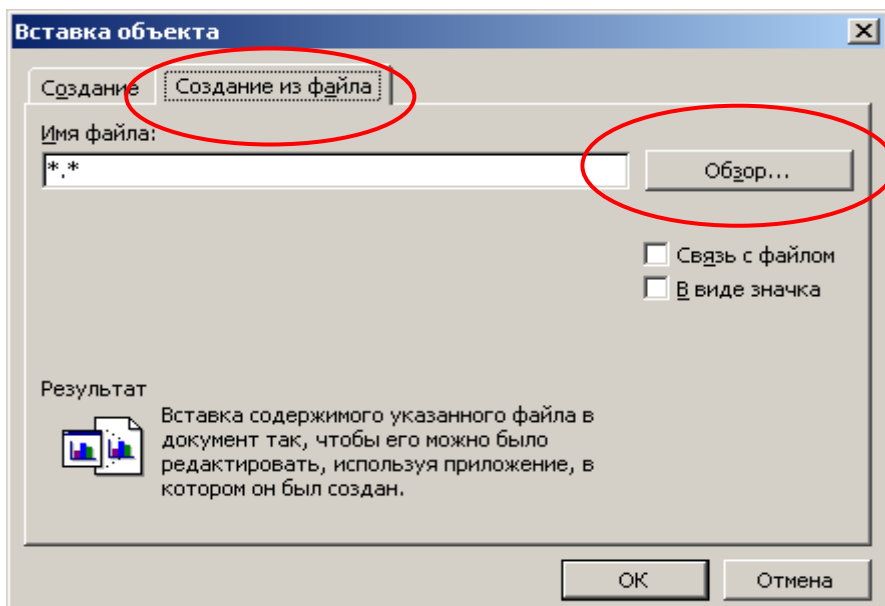 Вставка объекта
Создание
Создание из файла
Имя файла:
*.*
Обзор...
Связь с файлом
В виде значка
Результат
Вставка содержимого указанного файла в
документ так, чтобы его можно было
редактировать, используя приложение, в
котором он был создан.
ОК
Отмена